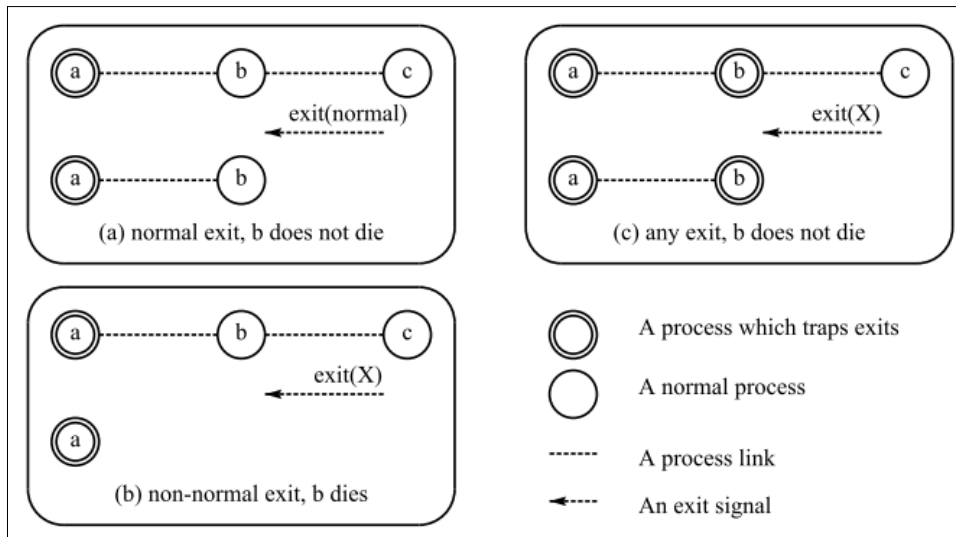 a
b
c
exit(normal)
a
b
(a) normal exit, b does not die
a
b
c
exit(X)
a
b
(c) any exit, b does not die
a
b
c
exit(X)
a
(b) non-normal exit, b dies
A process which traps exits
A normal process
A process link
An exit signal